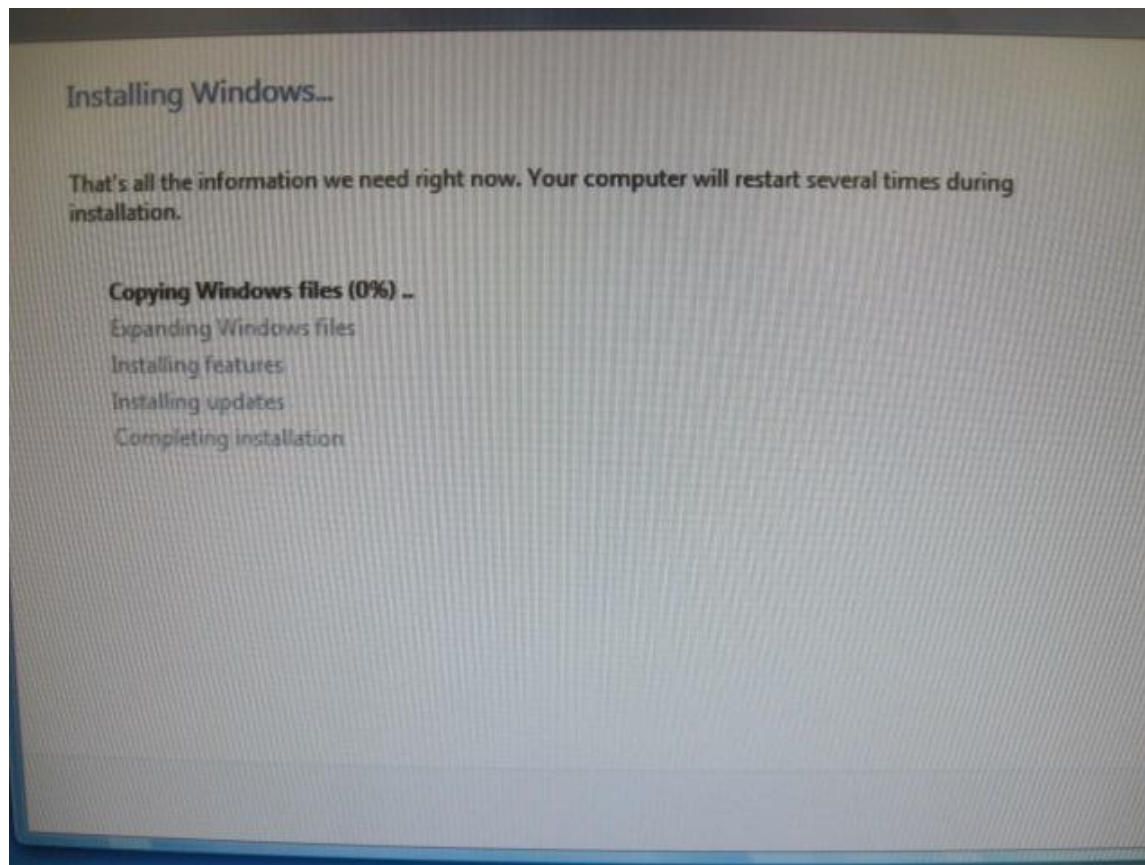 Installing Windows...
That's all the information we need right now. Your computer will restart several times during
installation.
Copying Windows files (0%) ..
Expanding Windows files
Installing features
Installing updates
Completing installation